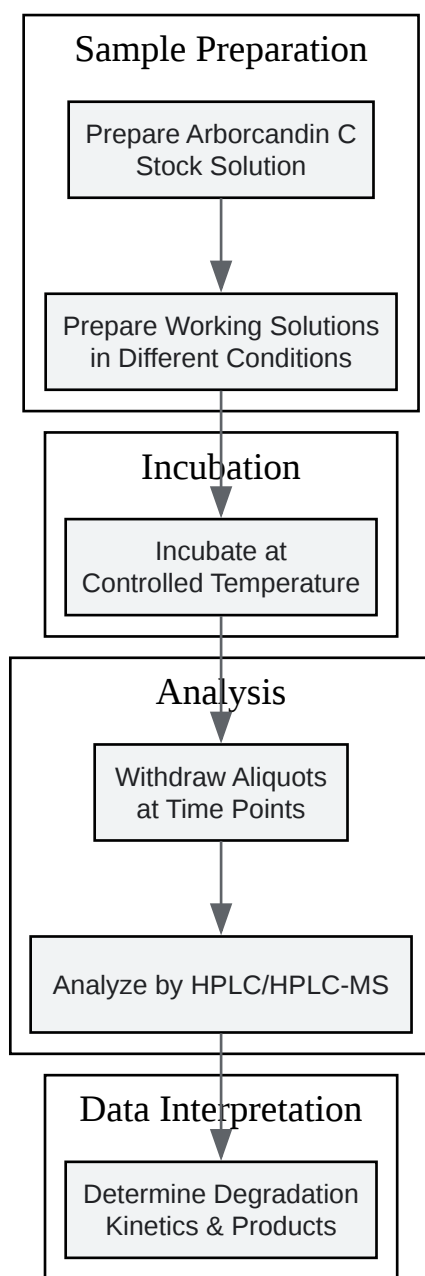 Sample Preparation
Prepare Arborcandin C
Stock Solution
Prepare Working Solutions
in Different Conditions
Incubation
Incubate at
Controlled Temperature
Analysis
Withdraw Aliquots
at Time Points
Analyze by HPLC/HPLC-MS
Data Interpretation
Determine Degradation
Kinetics & Products